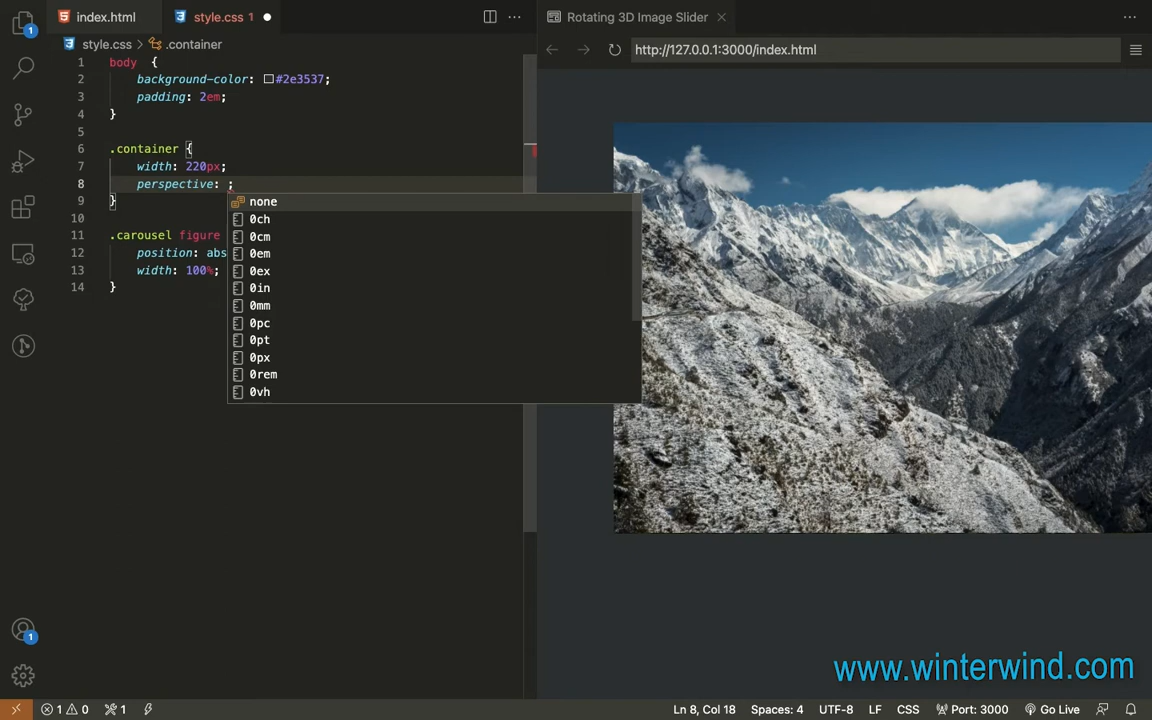 index.html
style.css 1
Rotating 3D Image Slider
style.css > .container
http://127.0.0.1:3000/index.html
1 body {
2 background-color: #2e3537;
3 padding: 2em;
4 }
5
6 .container {
7 width: 220px;
8 perspective: ;
9 }
10
11 .carousel figure
12 position: abs
13 width: 100%;
14 }
none
0ch
0cm
0em
0ex
0in
0mm
0pc
0pt
0px
0rem
0vh
1
1
www.winterwind.com
1 0 1 Ln 8, Col 18 Spaces: 4 UTF-8 LF CSS Port: 3000 Go Live